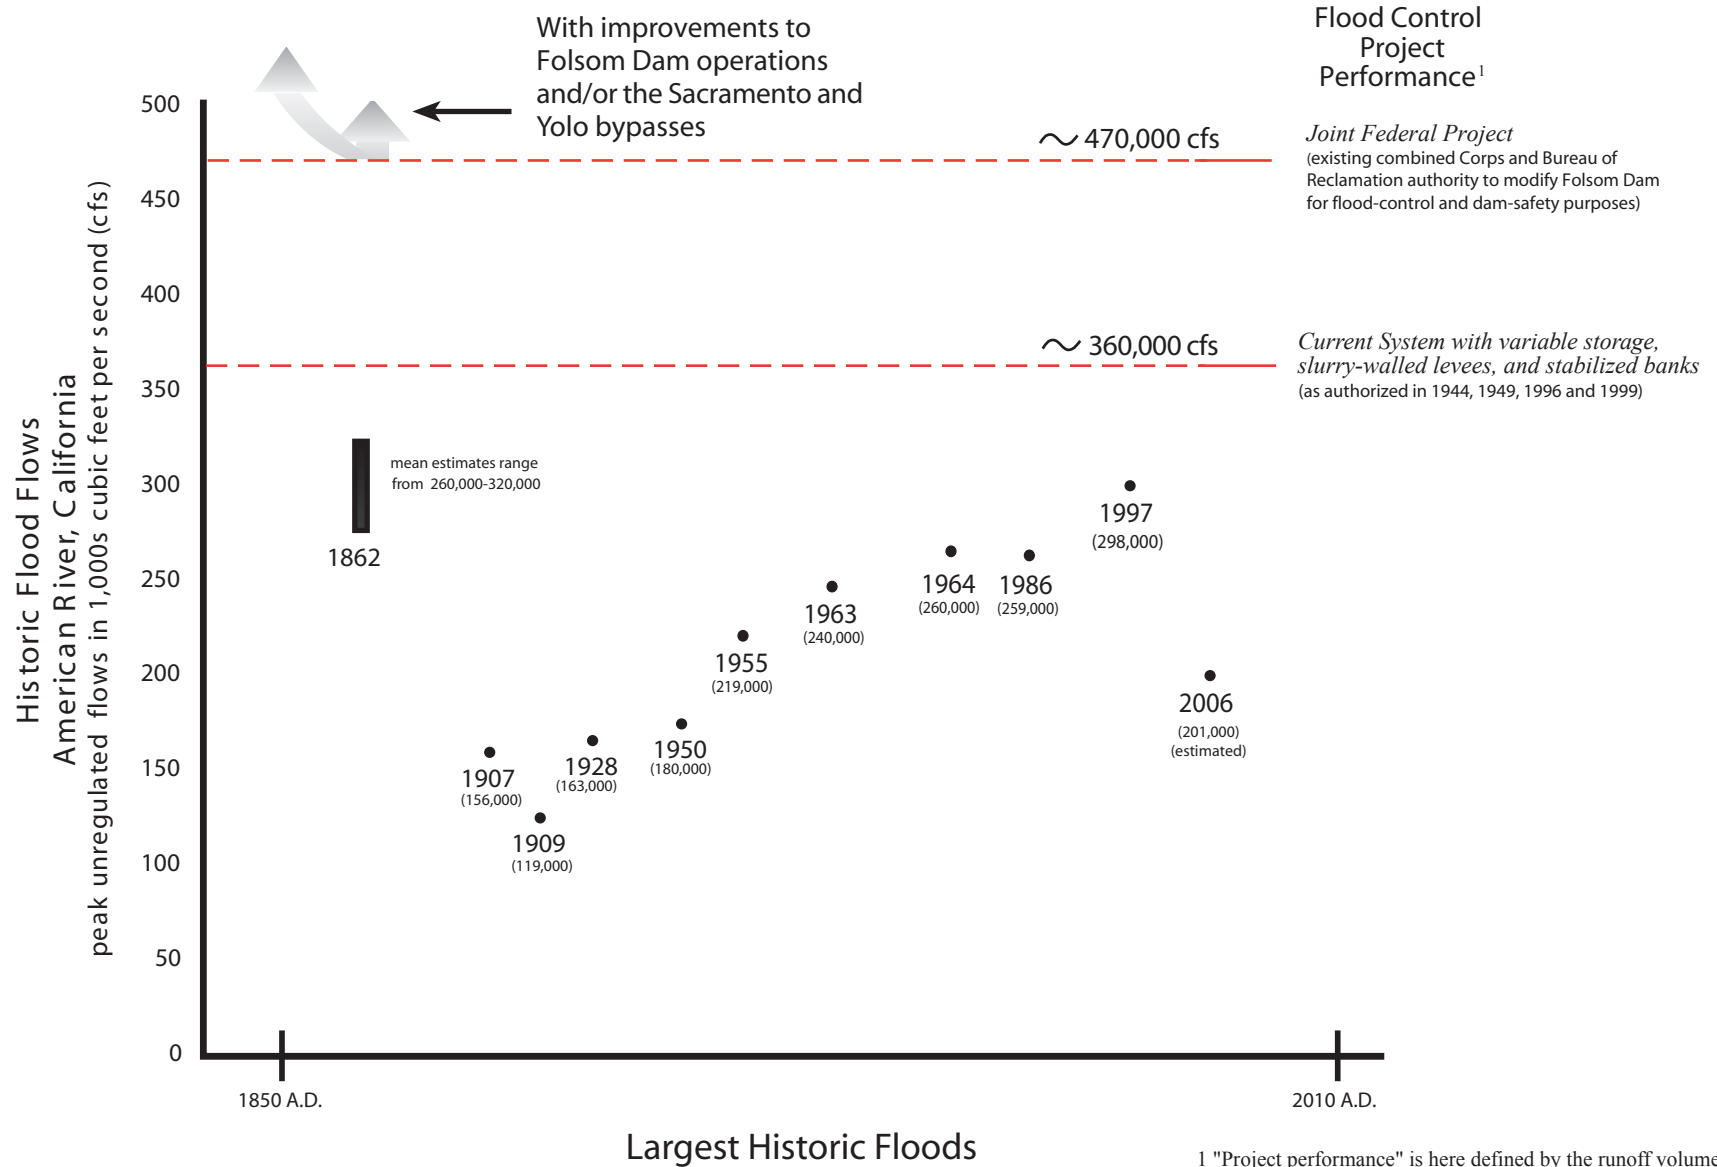 With improvements to
Folsom Dam operations
and/or the Sacramento and
Yolo bypasses
Flood Control
Project
Performance 1
500
450
400
350
300
250
200
150
100
50
0
Historic Flood Flows
American River, California
peak unregulated flows in 1,000s cubic feet per second (cfs)
~ 470,000 cfs
Joint Federal Project
(existing combined Corps and Bureau of
Reclamation authority to modify Folsom Dam
for flood-control and dam-safety purposes)
~ 360,000 cfs
Current System with variable storage,
slurry-walled levees, and stabilized banks
(as authorized in 1944, 1949, 1996 and 1999)
mean estimates range
from 260,000-320,000
1862
1907
(156,000)
1909
(119,000)
1928
(163,000)
1950
(180,000)
1955
(219,000)
1963
(240,000)
1964
(260,000)
1986
(259,000)
1997
(298,000)
2006
(201,000)
(estimated)
1850 A.D.
2010 A.D.
Largest Historic Floods
1 "Project performance" is here defined by the runoff volume